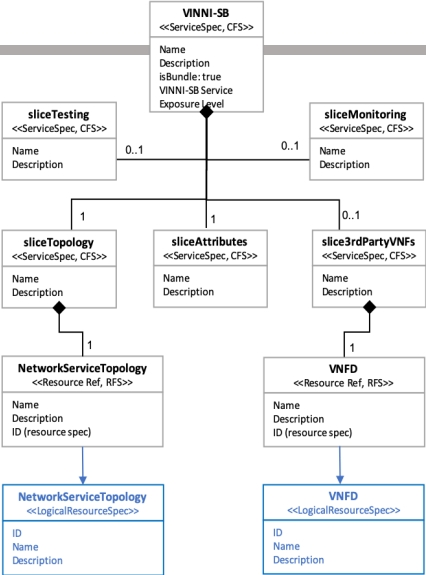 VINNI-SB
<<ServiceSpec, CFS>>
Name
Description
isBundle: true
VINNI-SB Service
Exposure Level
sliceTesting
<<ServiceSpec, CFS>>
Name
Description
0..1
0..1
sliceMonitoring
<<ServiceSpec, CFS>>
Name
Description
1
1
0..1
sliceTopology
<<ServiceSpec, CFS>>
Name
Description
sliceAttributes
<<ServiceSpec, CFS>>
Name
Description
slice3rdPartyVNFs
<<ServiceSpec, CFS>>
Name
Description
1
1
NetworkServiceTopology
<<Resource Ref, RFS>>
Name
Description
ID (resource spec)
VNFD
<<Resource Ref, RFS>>
Name
Description
ID (resource spec)
NetworkServiceTopology
<<LogicalResourceSpec>>
ID
Name
Description
VNFD
<<LogicalResourceSpec>>
ID
Name
Description